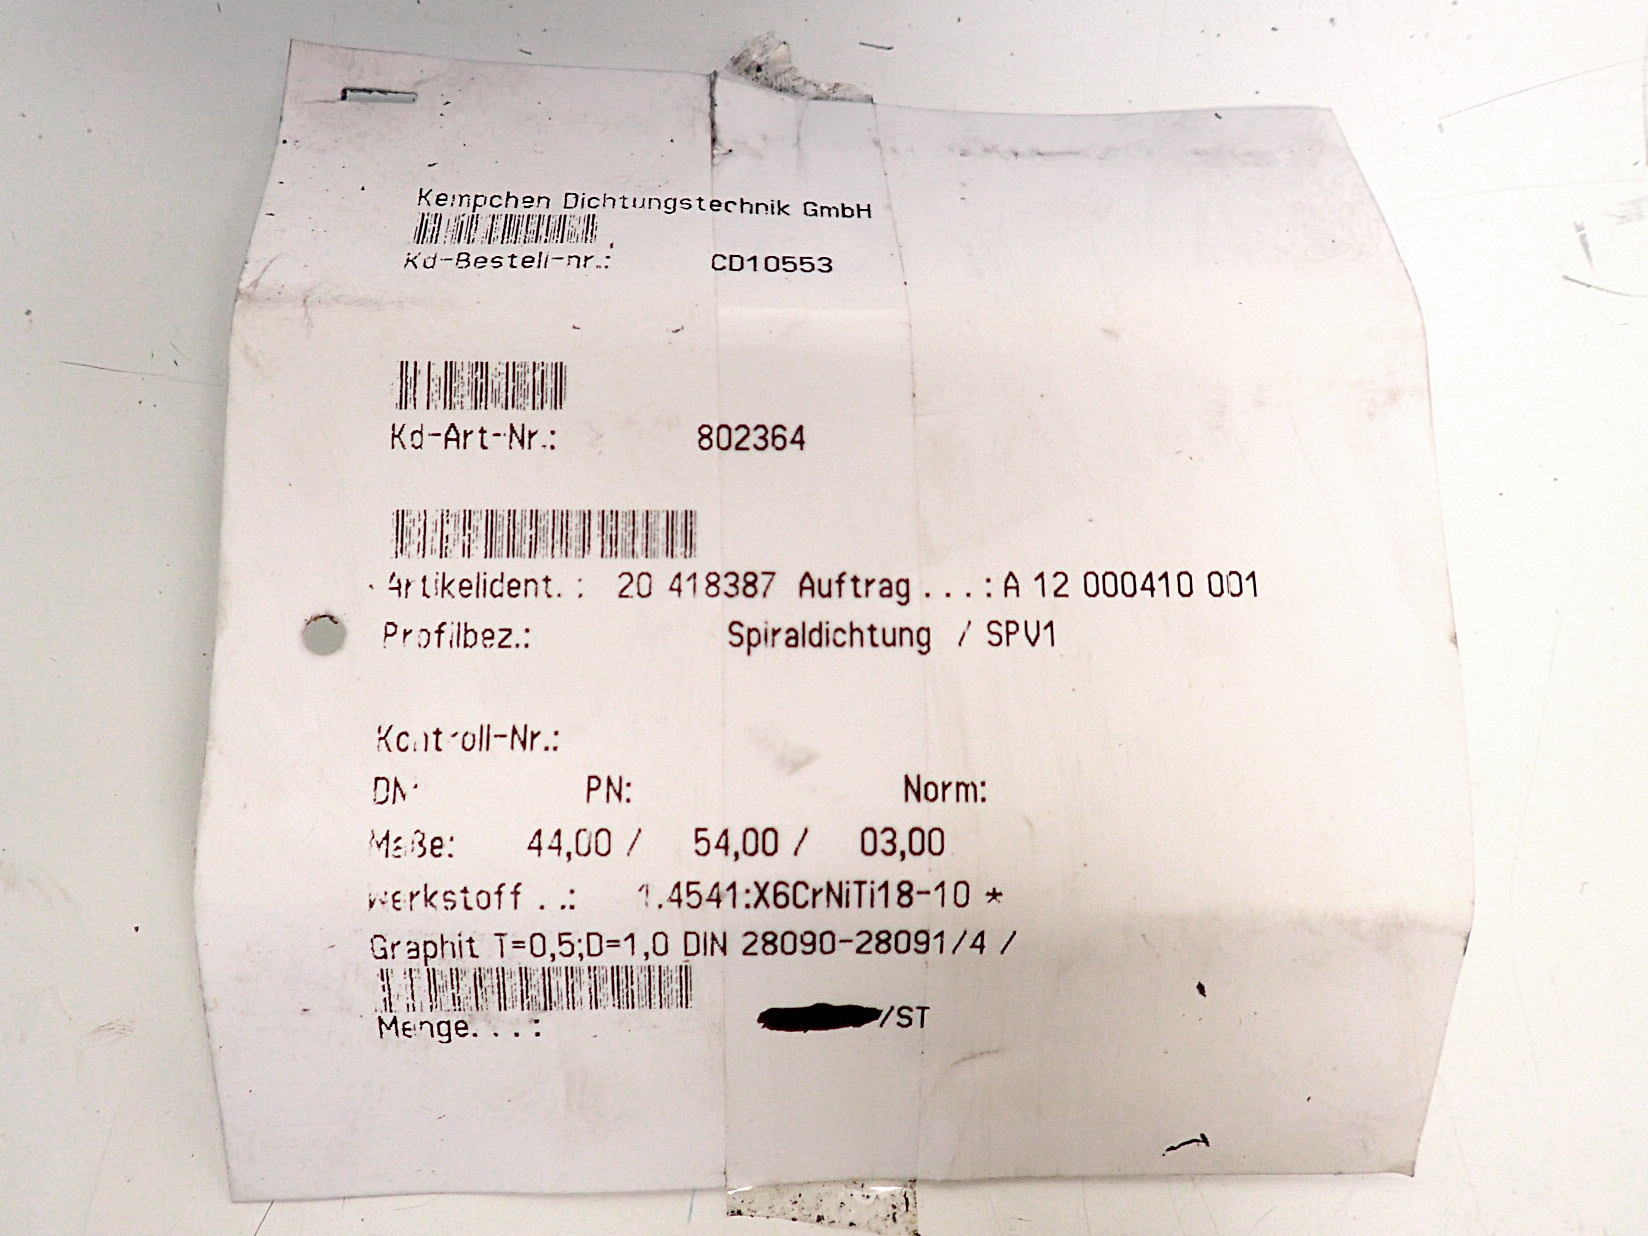 Kempchen Dichtungstechnik GmbH
Kd-Bestell-nr.: CD10553
Kd-Art-Nr.: 802364
Artikelident. : 20 418387 Auftrag . . . : A 12 000410 001
Profilbez.: Spiraldichtung / SPV1
Kontroll-Nr.:
DN: PN: Norm:
Maße: 44,00 / 54,00 / 03,00
Werkstoff . .: 1.4541:X6CrNiTi18-10 *
Graphit T=0,5;D=1,0 DIN 28090-28091/4 /
Menge. . . .: /ST